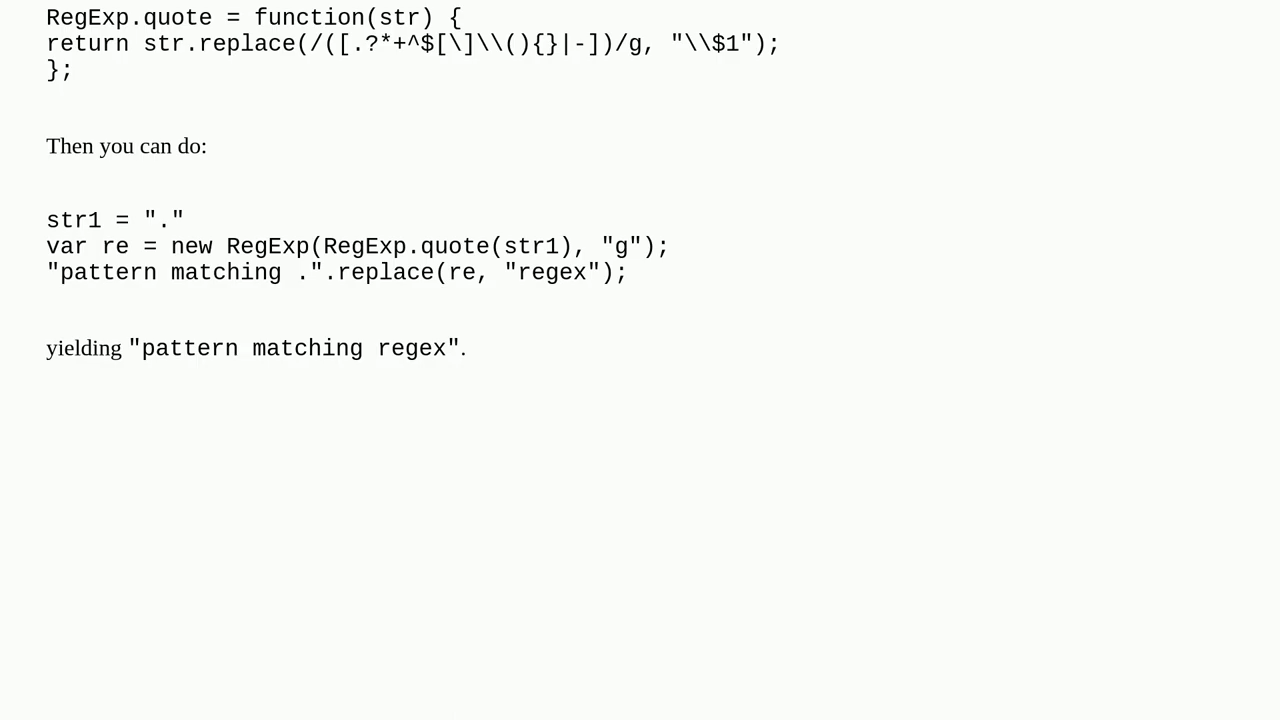 RegExp.quote = function(str) {
return str.replace(/([.?*+^$[\]\\(){}|-])/g, "\\$1");
};
Then you can do:
str1 = "."
var re = new RegExp(RegExp.quote(str1), "g");
"pattern matching .".replace(re, "regex");
yielding "pattern matching regex".